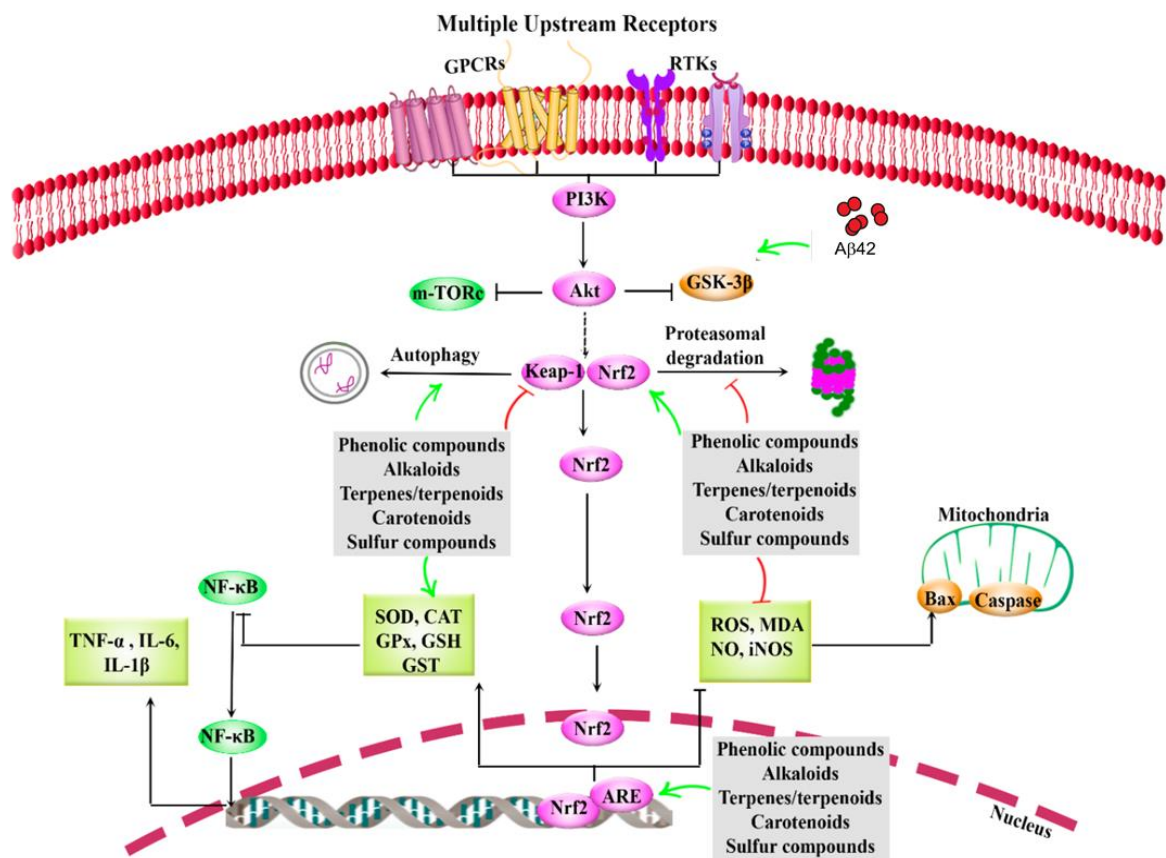 Multiple Upstream Receptors
GPCRs
RTKs
PI3K
Aβ42
m-TORc
Akt
GSK-3β
Autophagy
Proteasomal
degradation
Keap-1
Nrf2
Phenolic compounds
Alkaloids
Terpenes/terpenoids
Carotenoids
Sulfur compounds
Nrf2
Phenolic compounds
Alkaloids
Terpenes/terpenoids
Carotenoids
Sulfur compounds
Mitochondria
Bax
Caspase
NF-κB
TNF-α , IL-6,
IL-1β
SOD, CAT
GPx, GSH
GST
Nrf2
ROS, MDA
NO, iNOS
NF-κB
Nrf2
Nrf2
ARE
Phenolic compounds
Alkaloids
Terpenes/terpenoids
Carotenoids
Sulfur compounds
Nucleus